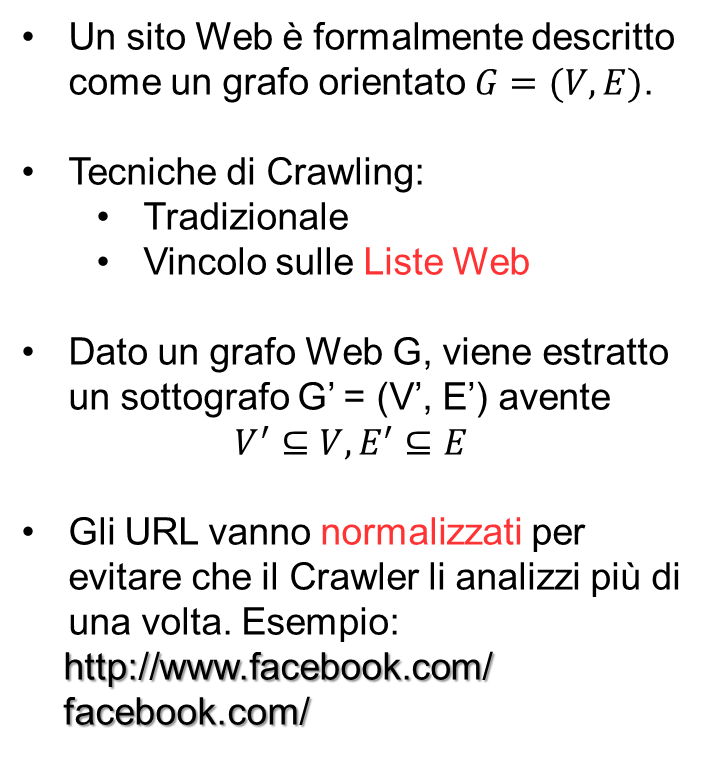 • Un sito Web è formalmente descritto
come un grafo orientato 𝐺 = (𝑉, 𝐸).
• Tecniche di Crawling:
• Tradizionale
• Vincolo sulle Liste Web
• Dato un grafo Web G, viene estratto
un sottografo G’ = (V’, E’) avente
𝑉′ ⊆ 𝑉, 𝐸′ ⊆ 𝐸
• Gli URL vanno normalizzati per
evitare che il Crawler li analizzi più di
una volta. Esempio:
http://www.facebook.com/
facebook.com/